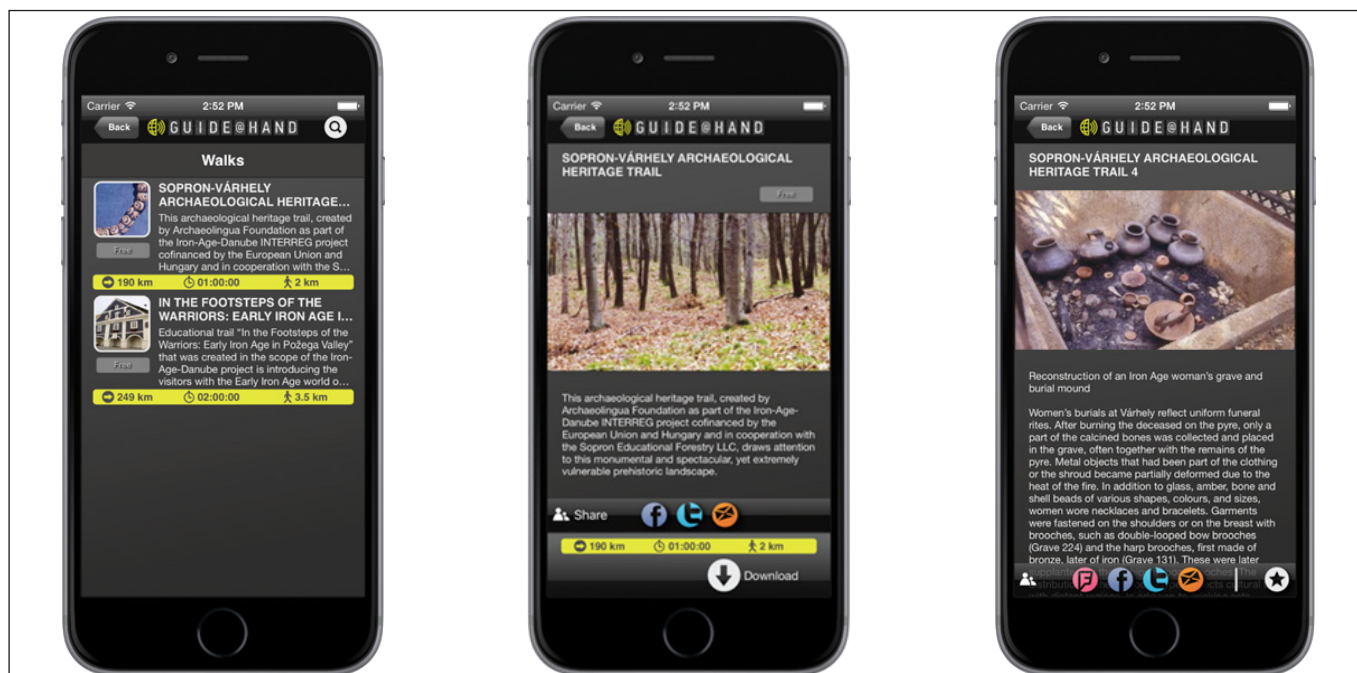 Carrier 2:52 PM
Back GUIDE@HAND
Walks
SOPRON-VÁRHELY
ARCHAEOLOGICAL HERITAGE...
This archaeological heritage trail, created
by Archaeolingua Foundation as part of
the Iron-Age-Danube INTERREG project
cofinanced by the European Union and
Hungary and in cooperation with the S...
Free
190 km 01:00:00 2 km
IN THE FOOTSTEPS OF THE
WARRIORS: EARLY IRON AGE I...
Educational trail "In the Footsteps of the
Warriors: Early Iron Age in Požega Valley"
that was created in the scope of the Iron-
Age-Danube project is introducing the
visitors with the Early Iron Age world o...
Free
249 km 02:00:00 3.5 km
Carrier 2:52 PM
Back GUIDE@HAND
SOPRON-VÁRHELY ARCHAEOLOGICAL
HERITAGE TRAIL
Free
This archaeological heritage trail, created by
Archaeolingua Foundation as part of the Iron-Age-
Danube INTERREG project cofinanced by the
European Union and Hungary and in cooperation with
the Sopron Educational Forestry LLC, draws attention
to this monumental and spectacular, yet extremely
vulnerable prehistoric landscape.
Share
190 km 01:00:00 2 km
Download
Carrier 2:52 PM
Back GUIDE@HAND
SOPRON-VÁRHELY ARCHAEOLOGICAL
HERITAGE TRAIL 4
Reconstruction of an Iron Age woman's grave and
burial mound
Women's burials at Várhely reflect uniform funeral
rites. After burning the deceased on the pyre, only a
part of the calcined bones was collected and placed
in the grave, often together with the remains of the
pyre. Metal objects that had been part of the clothing
or the shroud became partially deformed due to the
heat of the fire. In addition to glass, amber, bone and
shell beads of various shapes, colours, and sizes,
women wore necklaces and bracelets. Garments
were fastened on the shoulders or on the breast with
brooches, such as double-looped bow brooches
(Grave 224) and the harp brooches, first made of
bronze, later of iron (Grave 131). These were later